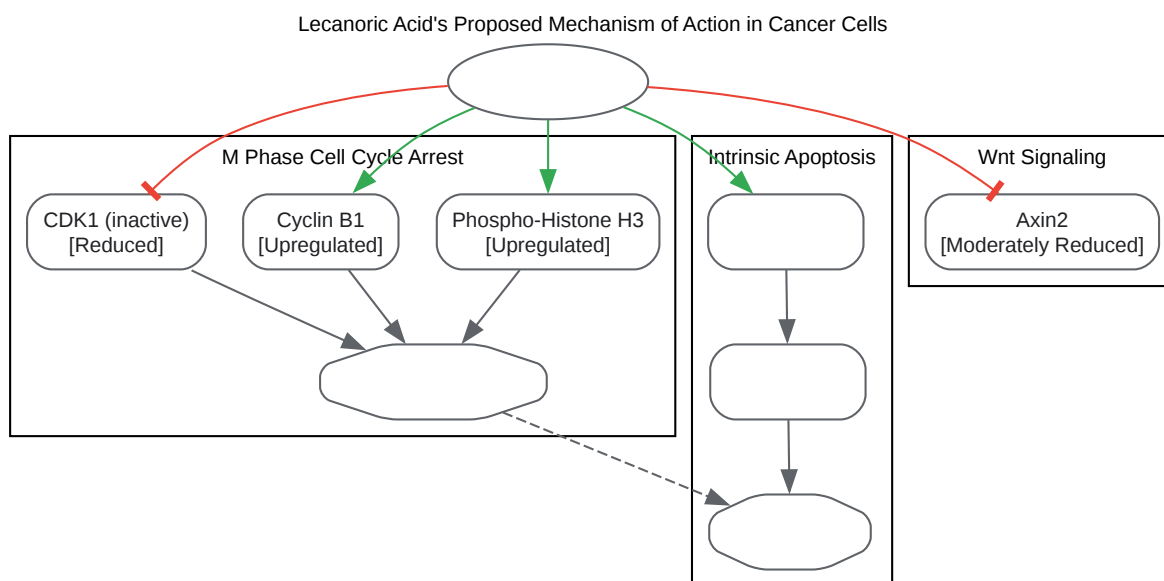 Lecanoric Acid's Proposed Mechanism of Action in Cancer Cells
M Phase Cell Cycle Arrest
Intrinsic Apoptosis
Wnt Signaling
CDK1 (inactive)
[Reduced]
Cyclin B1
[Upregulated]
Phospho-Histone H3
[Upregulated]
Axin2
[Moderately Reduced]